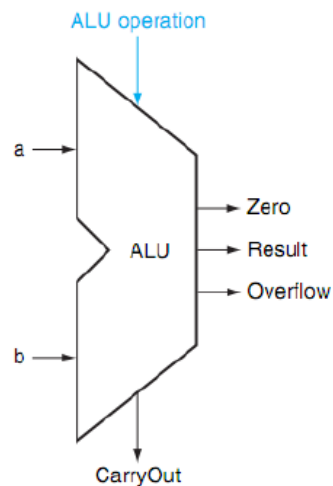 ALU operation
a
Zero
ALU
Result
Overflow
b
CarryOut